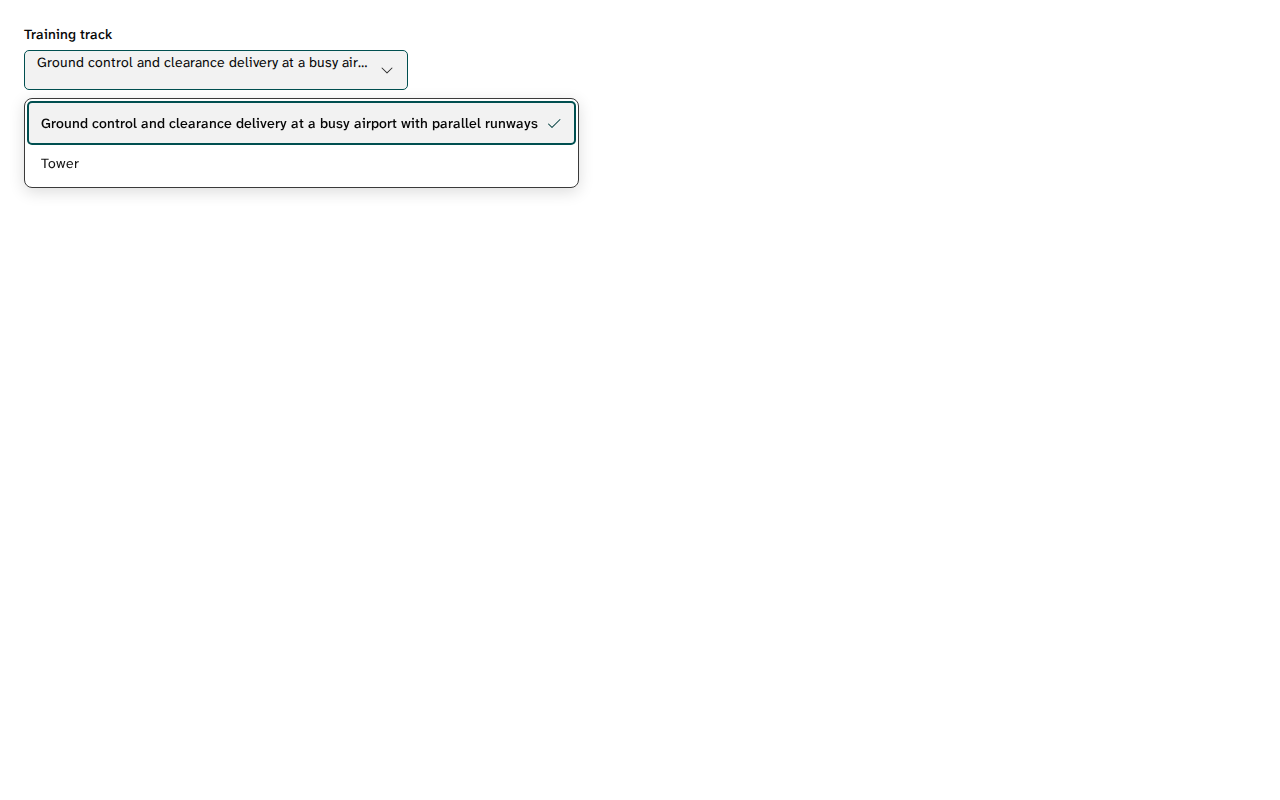 Training track
Ground control and clearance delivery at a busy air...
Ground control and clearance delivery at a busy airport with parallel runways
Tower